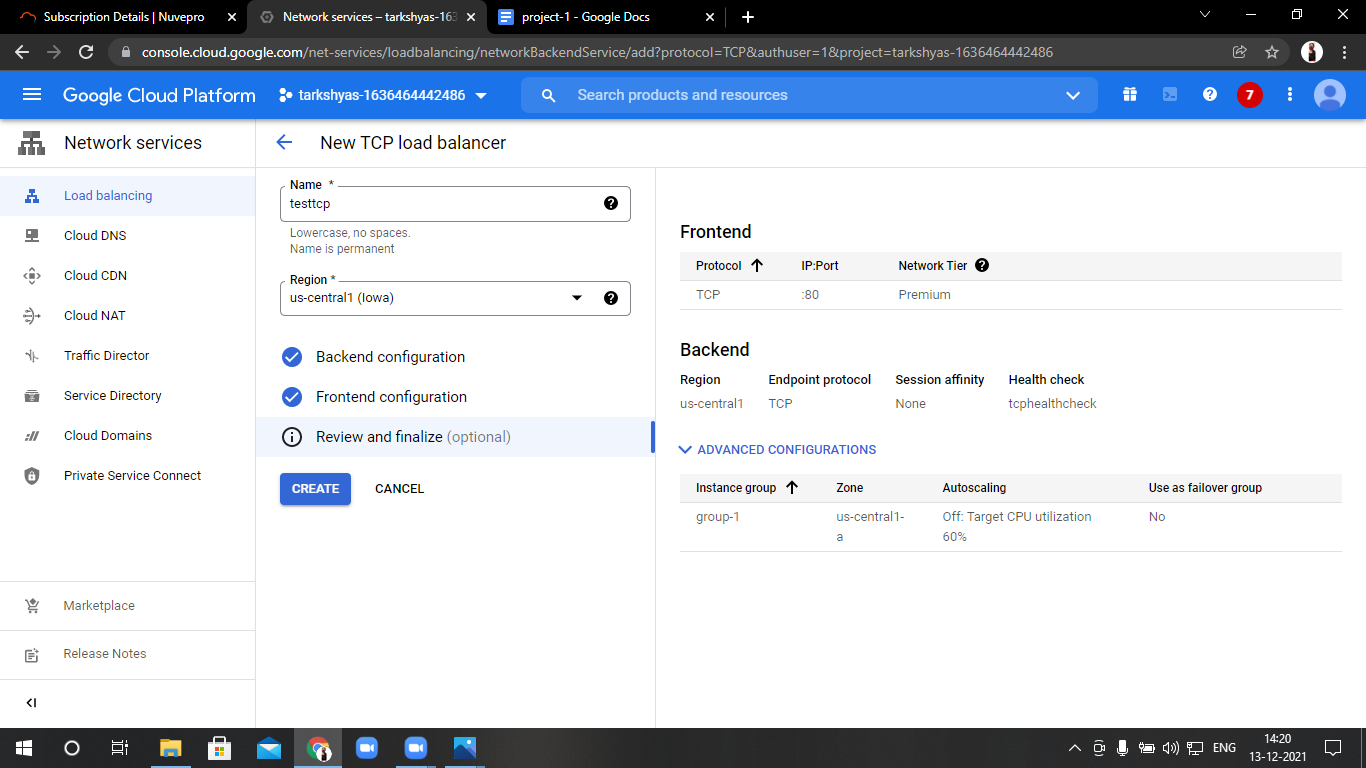 Subscription Details | Nuvepro
Network services – tarkshyas-163
project-1 - Google Docs
console.cloud.google.com/net-services/loadbalancing/networkBackendService/add?protocol=TCP&authuser=1&project=tarkshyas-1636464442486
Google Cloud Platform
tarkshyas-1636464442486
Search products and resources
7
Network services
New TCP load balancer
Load balancing
Cloud DNS
Cloud CDN
Cloud NAT
Traffic Director
Service Directory
Cloud Domains
Private Service Connect
Marketplace
Release Notes
Name *
testtcp
Lowercase, no spaces.
Name is permanent
Region *
us-central1 (Iowa)
Backend configuration
Frontend configuration
Review and finalize (optional)
CREATE CANCEL
Frontend
Protocol IP:Port Network Tier
TCP :80 Premium
Backend
Region Endpoint protocol Session affinity Health check
us-central1 TCP None tcphealthcheck
ADVANCED CONFIGURATIONS
Instance group Zone Autoscaling Use as failover group
group-1 us-central1- Off: Target CPU utilization No
a 60%
ENG
14:20
13-12-2021